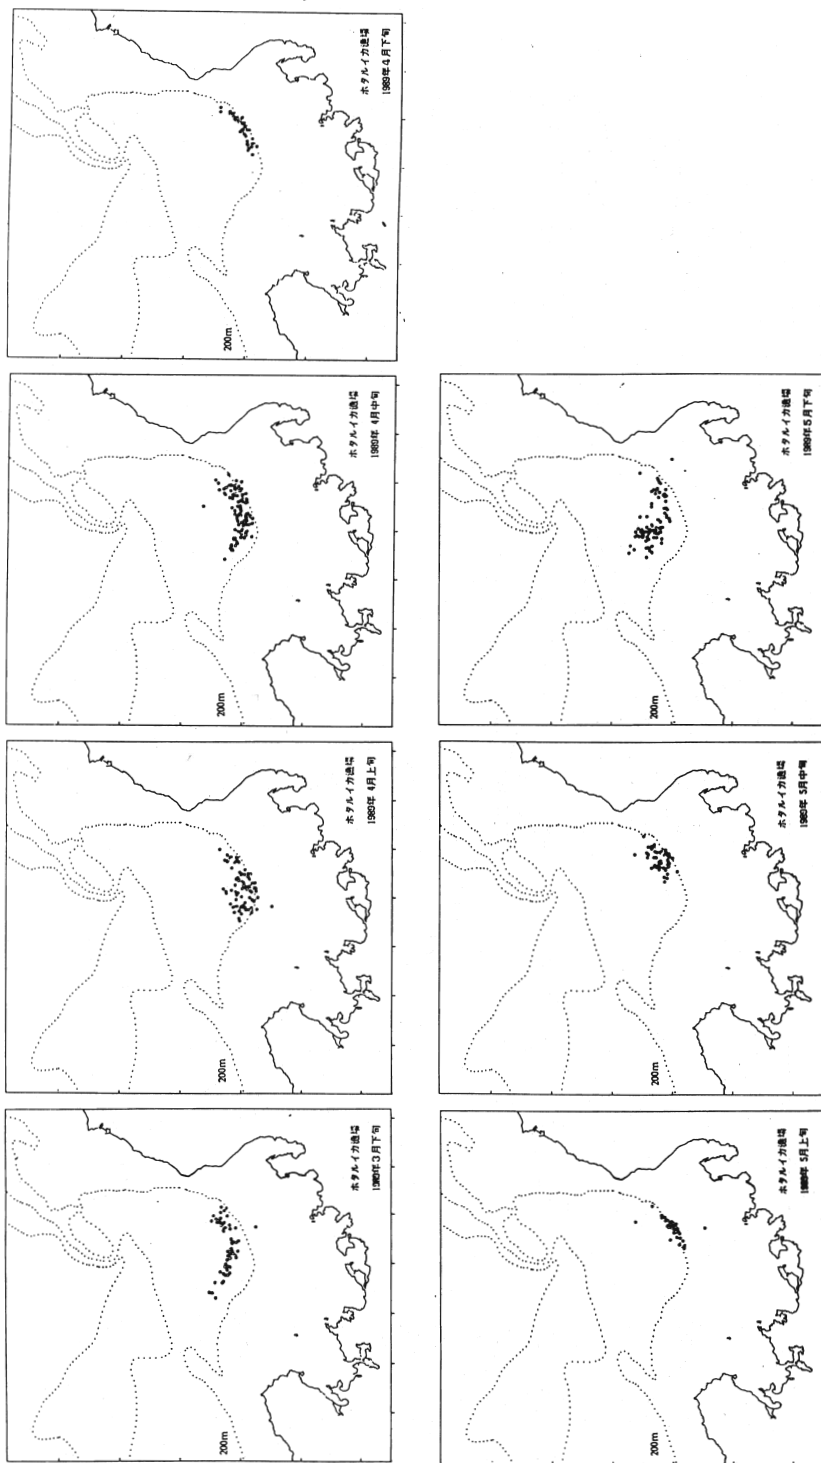 ホタルイカ漁場
1989年4月下旬
200m
ホタルイカ漁場
1989年 4月中旬
200m
ホタルイカ漁場
1989年5月下旬
200m
ホタルイカ漁場
1989年 4月上旬
200m
ホタルイカ漁場
1989年 5月中旬
200m
ホタルイカ漁場
1989年3月下旬
200m
ホタルイカ漁場
1989年 5月上旬
200m